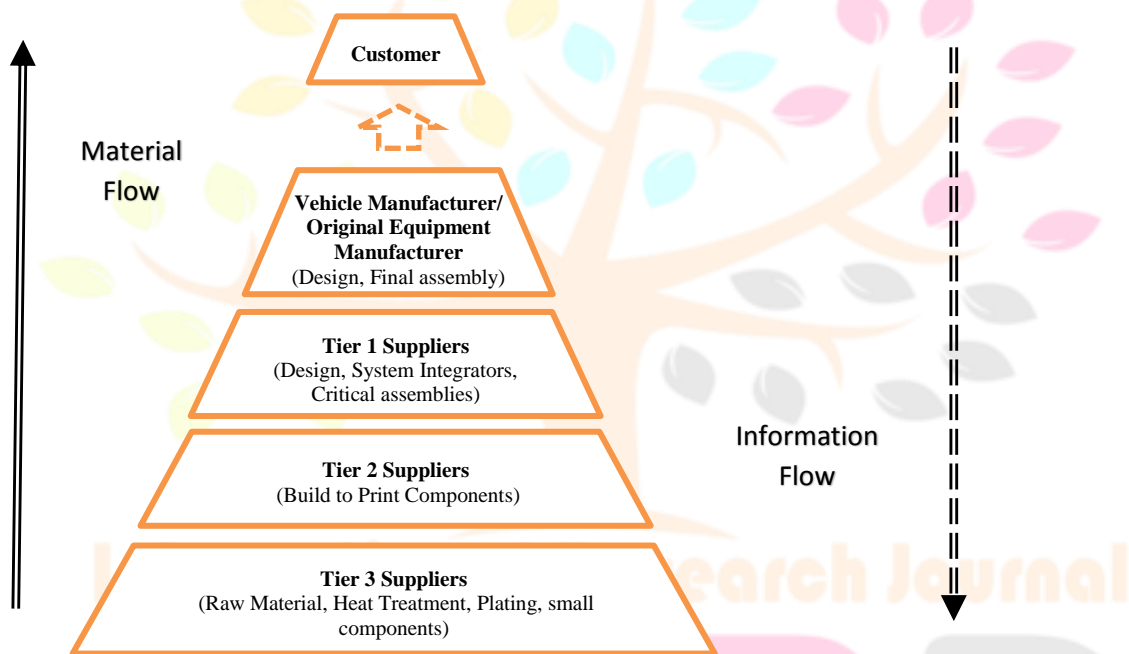 Customer
Material
Flow
Vehicle Manufacturer/
Original Equipment
Manufacturer
(Design, Final assembly)
Tier 1 Suppliers
(Design, System Integrators,
Critical assemblies)
Information
Flow
Tier 2 Suppliers
(Build to Print Components)
Tier 3 Suppliers
(Raw Material, Heat Treatment, Plating, small
components)
Journal